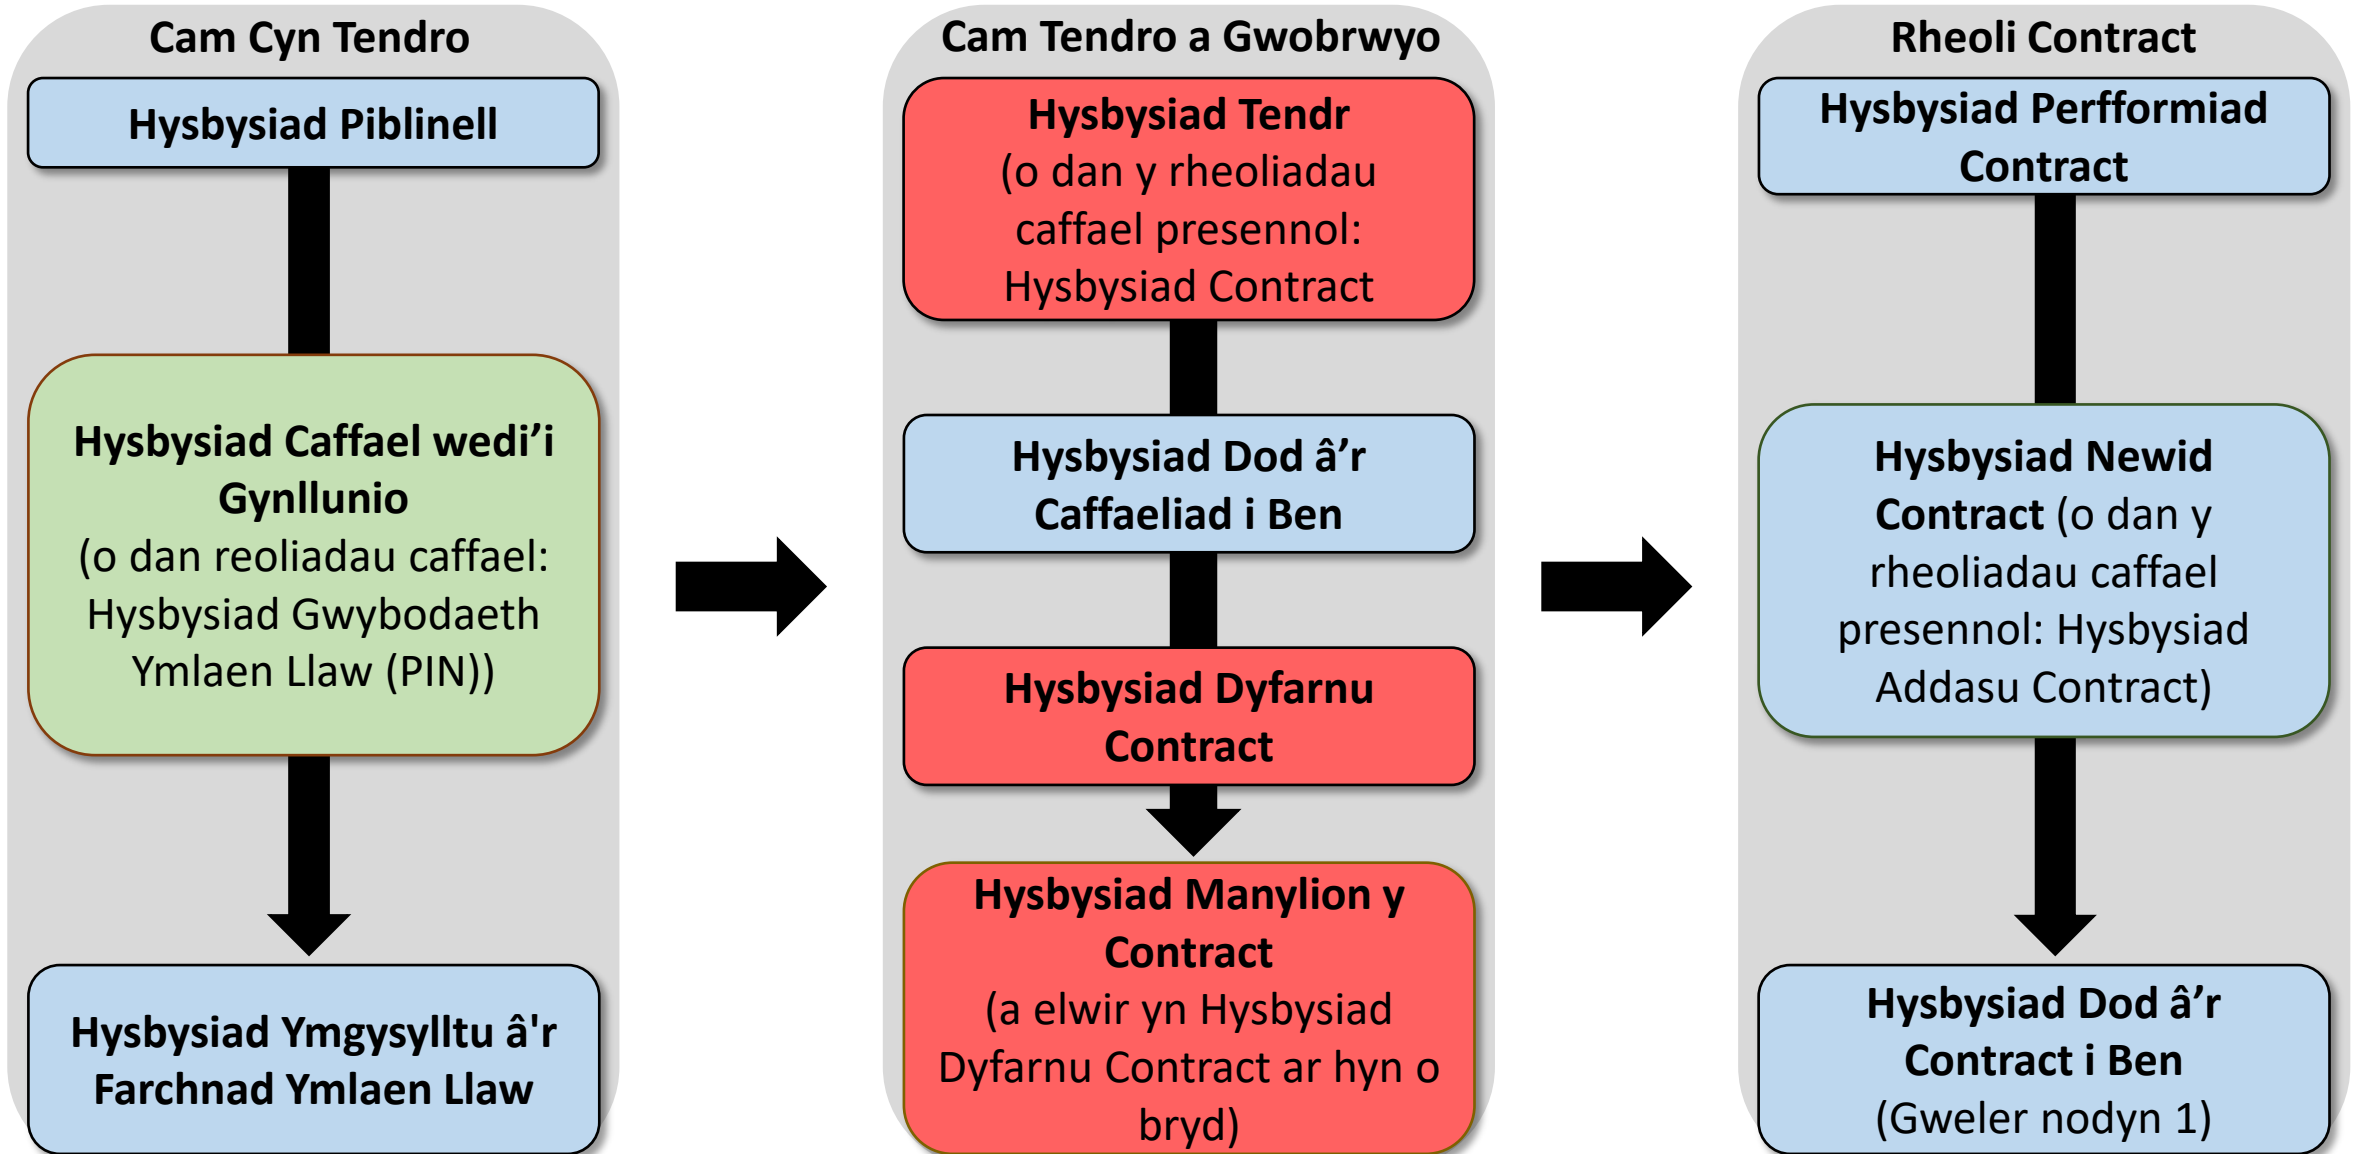 Cam Cyn Tendro
Hysbysiad Piblinell
Hysbysiad Caffael wedi’i
Gynllunio
(o dan reoliadau caffael:
Hysbysiad Gwybodaeth
Ymlaen Llaw (PIN))
Hysbysiad Ymgysylltu â'r
Farchnad Ymlaen Llaw
Cam Tendro a Gwobrwyo
Hysbysiad Tendr
(o dan y rheoliadau
caffael presennol:
Hysbysiad Contract
Hysbysiad Dod â’r
Caffaeliad i Ben
Hysbysiad Dyfarnu
Contract
Hysbysiad Manylion y
Contract
(a elwir yn Hysbysiad
Dyfarnu Contract ar hyn o
bryd)
Rheoli Contract
Hysbysiad Perfformiad
Contract
Hysbysiad Newid
Contract (o dan y
rheoliadau caffael
presennol: Hysbysiad
Addasu Contract)
Hysbysiad Dod â’r
Contract i Ben
(Gweler nodyn 1)